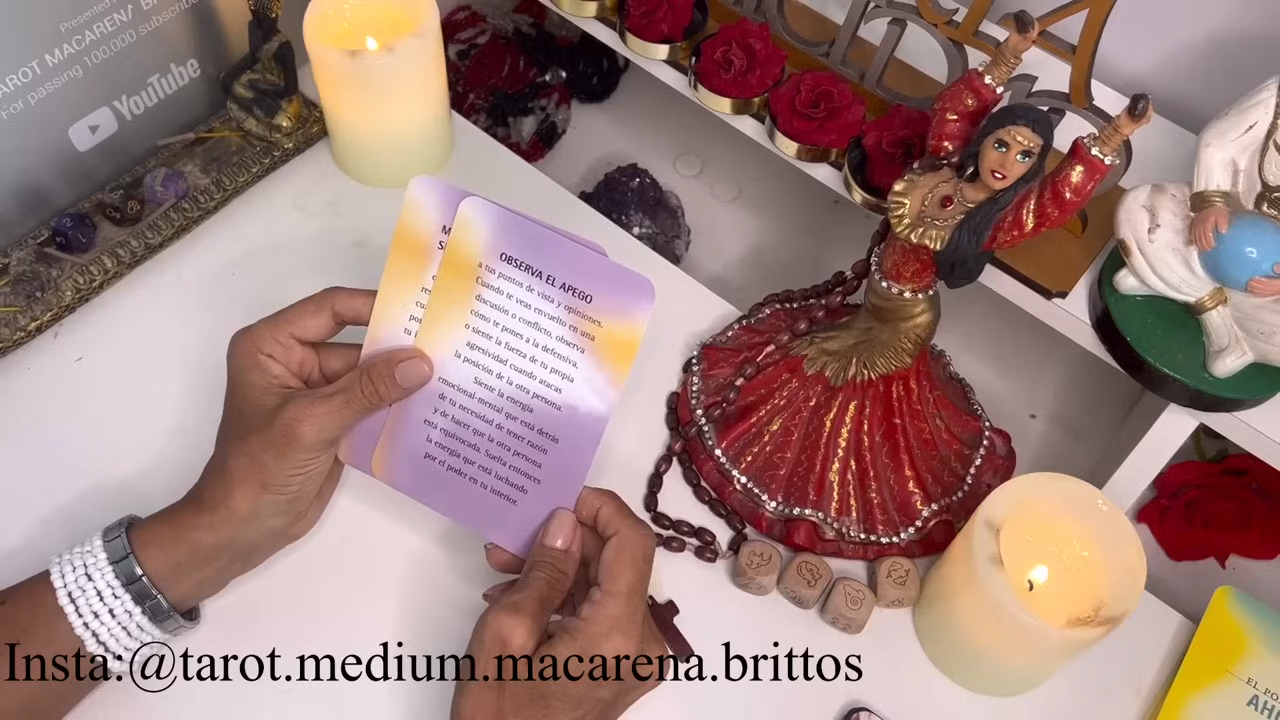 Presented
TAROT MACARENA BR
For passing 100,000 subscribe
YouTube
OBSERVA EL APEGO
a tus puntos de vista y opiniones.
Cuando te veas envuelto en una
discusión o conflicto, observa
cómo te pones a la defensiva,
o siente la fuerza de tu propia
agresividad cuando atacas
la posición de la otra persona.
Siente la energía
emocional-mental que está detrás
de tu necesidad de tener razón
y de hacer que la otra persona
está equivocada. Suelta entonces
la energía que está luchando
por el poder en tu interior.
EL PO
AH
Insta:@tarot.medium.macarena.brittos